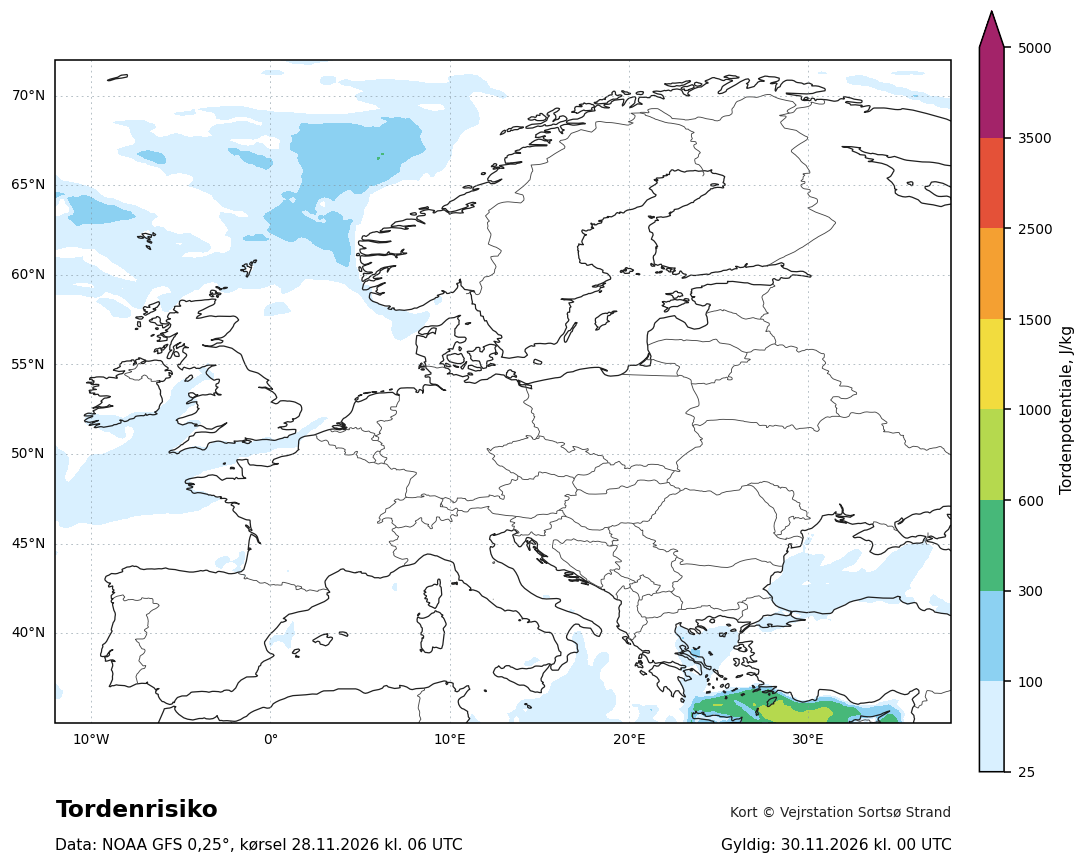 5000
3500
2500
1500
1000
600
300
100
25
Tordenpotentiale, J/kg
70°N
65°N
60°N
55°N
50°N
45°N
40°N
10°W
0°
10°E
20°E
30°E
Tordenrisiko
Kort © Vejrstation Sortsø Strand
Data: NOAA GFS 0,25°, kørsel 28.11.2026 kl. 06 UTC
Gyldig: 30.11.2026 kl. 00 UTC